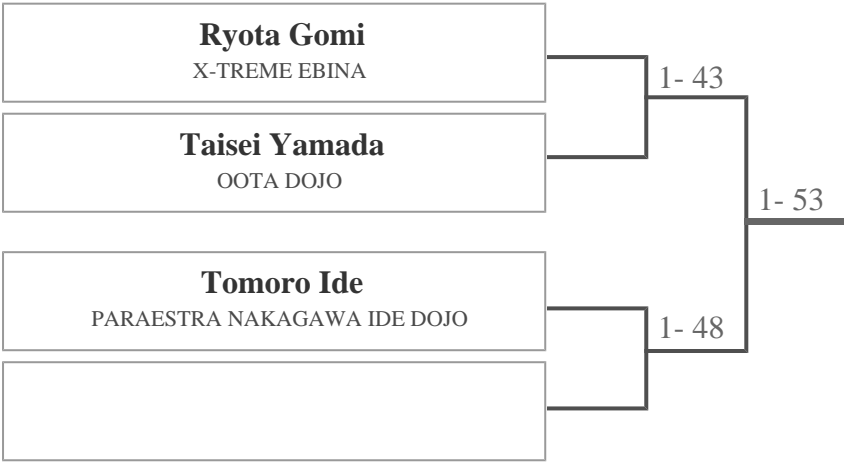 Ryota Gomi
X-TREME EBINA
1- 43
Taisei Yamada
OOTA DOJO
1- 53
Tomoro Ide
PARAESTRA NAKAGAWA IDE DOJO
1- 48